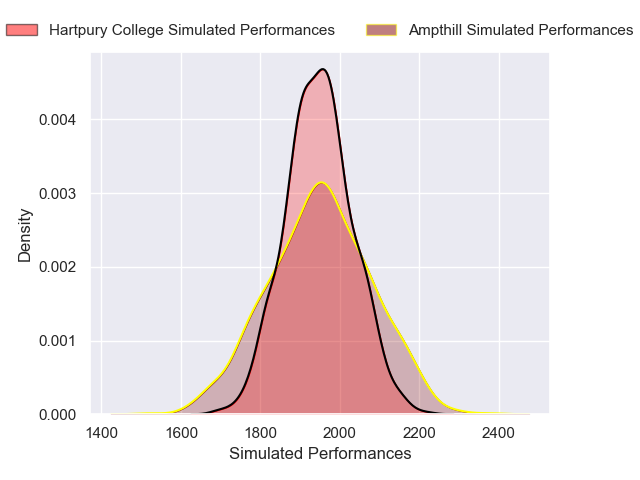 Hartpury College Simulated Performances
Ampthill Simulated Performances
0.004
0.003
0.002
0.001
0.000
Density
1400 1600 1800 2000 2200 2400
Simulated Performances